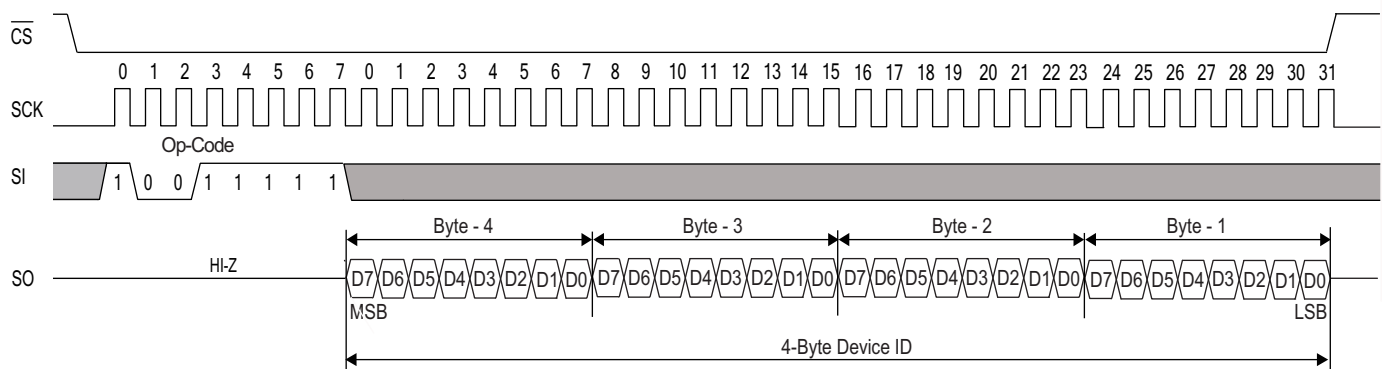 CS
0 1 2 3 4 5 6 7 0 1 2 3 4 5 6 7 8 9 10 11 12 13 14 15 16 17 18 19 20 21 22 23 24 25 26 27 28 29 30 31
SCK
Op-Code
SI 1 0 0 1 1 1 1 1
Byte - 4 Byte - 3 Byte - 2 Byte - 1
HI-Z
SO D7 D6 D5 D4 D3 D2 D1 D0 D7 D6 D5 D4 D3 D2 D1 D0 D7 D6 D5 D4 D3 D2 D1 D0 D7 D6 D5 D4 D3 D2 D1 D0
MSB LSB
4-Byte Device ID